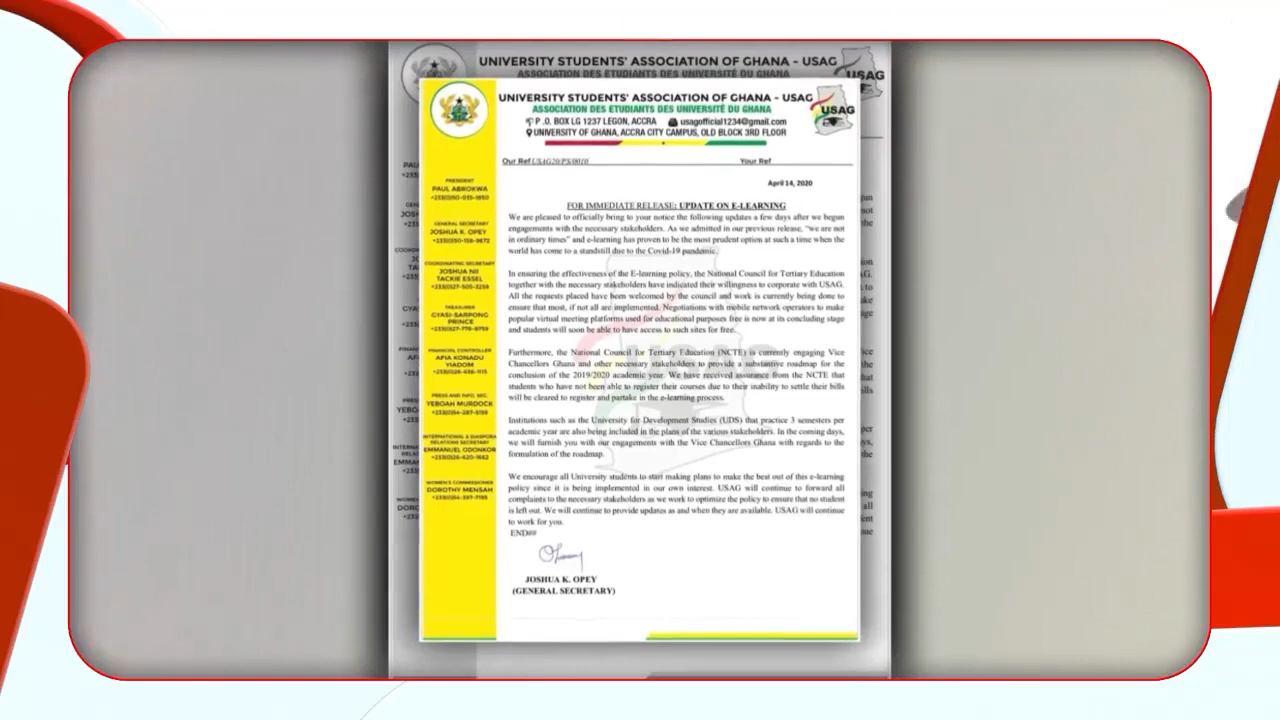 UNIVERSITY STUDENTS' ASSOCIATION OF GHANA - USAG
ASSOCIATION DES ETUDIANTS DES UNIVERSITÉ DU GHANA
USAG
UNIVERSITY STUDENTS' ASSOCIATION OF GHANA - USAG
ASSOCIATION DES ETUDIANTS DES UNIVERSITÉ DU GHANA
P .O. BOX LG 1237 LEGON, ACCRA usagofficial1234@gmail.com
UNIVERSITY OF GHANA, ACCRA CITY CAMPUS, OLD BLOCK 3RD FLOOR
USAG
Our Ref USAG20/PS/0010 Your Ref
April 14, 2020
PRESIDENT
PAUL ABROKWA
GENERAL SECRETARY
JOSHUA K. OPEY
COORDINATING SECRETARY
JOSHUA NII
TACKIE ESSEL
TREASURER
GYASI-SARPONG
PRINCE
FINANCIAL CONTROLLER
AFIA KONADU
YIADOM
PRESS AND INFO. SEC.
YEBOAH MURDOCK
INTERNATIONAL & DIASPORA
RELATIONS SECRETARY
EMMANUEL ODONKOR
WOMEN'S COMMISSIONER
DOROTHY MENSAH
FOR IMMEDIATE RELEASE: UPDATE ON E-LEARNING
We are pleased to officially bring to your notice the following updates a few days after we begun
engagements with the necessary stakeholders. As we admitted in our previous release, "we are not
in ordinary times" and e-learning has proven to be the most prudent option at such a time when the
world has come to a standstill due to the Covid-19 pandemic.
In ensuring the effectiveness of the E-learning policy, the National Council for Tertiary Education
together with the necessary stakeholders have indicated their willingness to corporate with USAG.
All the requests placed have been welcomed by the council and work is currently being done to
ensure that most, if not all are implemented. Negotiations with mobile network operators to make
popular virtual meeting platforms used for educational purposes free is now at its concluding stage
and students will soon be able to have access to such sites for free.
Furthermore, the National Council for Tertiary Education (NCTE) is currently engaging Vice
Chancellors Ghana and other necessary stakeholders to provide a substantive roadmap for the
conclusion of the 2019/2020 academic year. We have received assurance from the NCTE that
students who have not been able to register their courses due to their inability to settle their bills
will be cleared to register and partake in the e-learning process.
Institutions such as the University for Development Studies (UDS) that practice 3 semesters per
academic year are also being included in the plans of the various stakeholders. In the coming days,
we will furnish you with our engagements with the Vice Chancellors Ghana with regards to the
formulation of the roadmap.
We encourage all University students to start making plans to make the best out of this e-learning
policy since it is being implemented in our own interest. USAG will continue to forward all
complaints to the necessary stakeholders as we work to optimize the policy to ensure that no student
is left out. We will continue to provide updates as and when they are available. USAG will continue
to work for you.
END##
JOSHUA K. OPEY
(GENERAL SECRETARY)